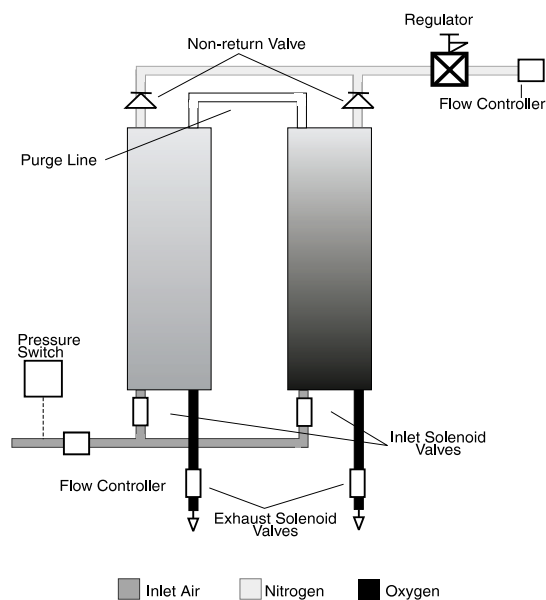 Regulator
Non-return Valve
Flow Controller
Purge Line
Pressure
Switch
Inlet Solenoid
Valves
Flow Controller
Exhaust Solenoid
Valves
Inlet Air
Nitrogen
Oxygen